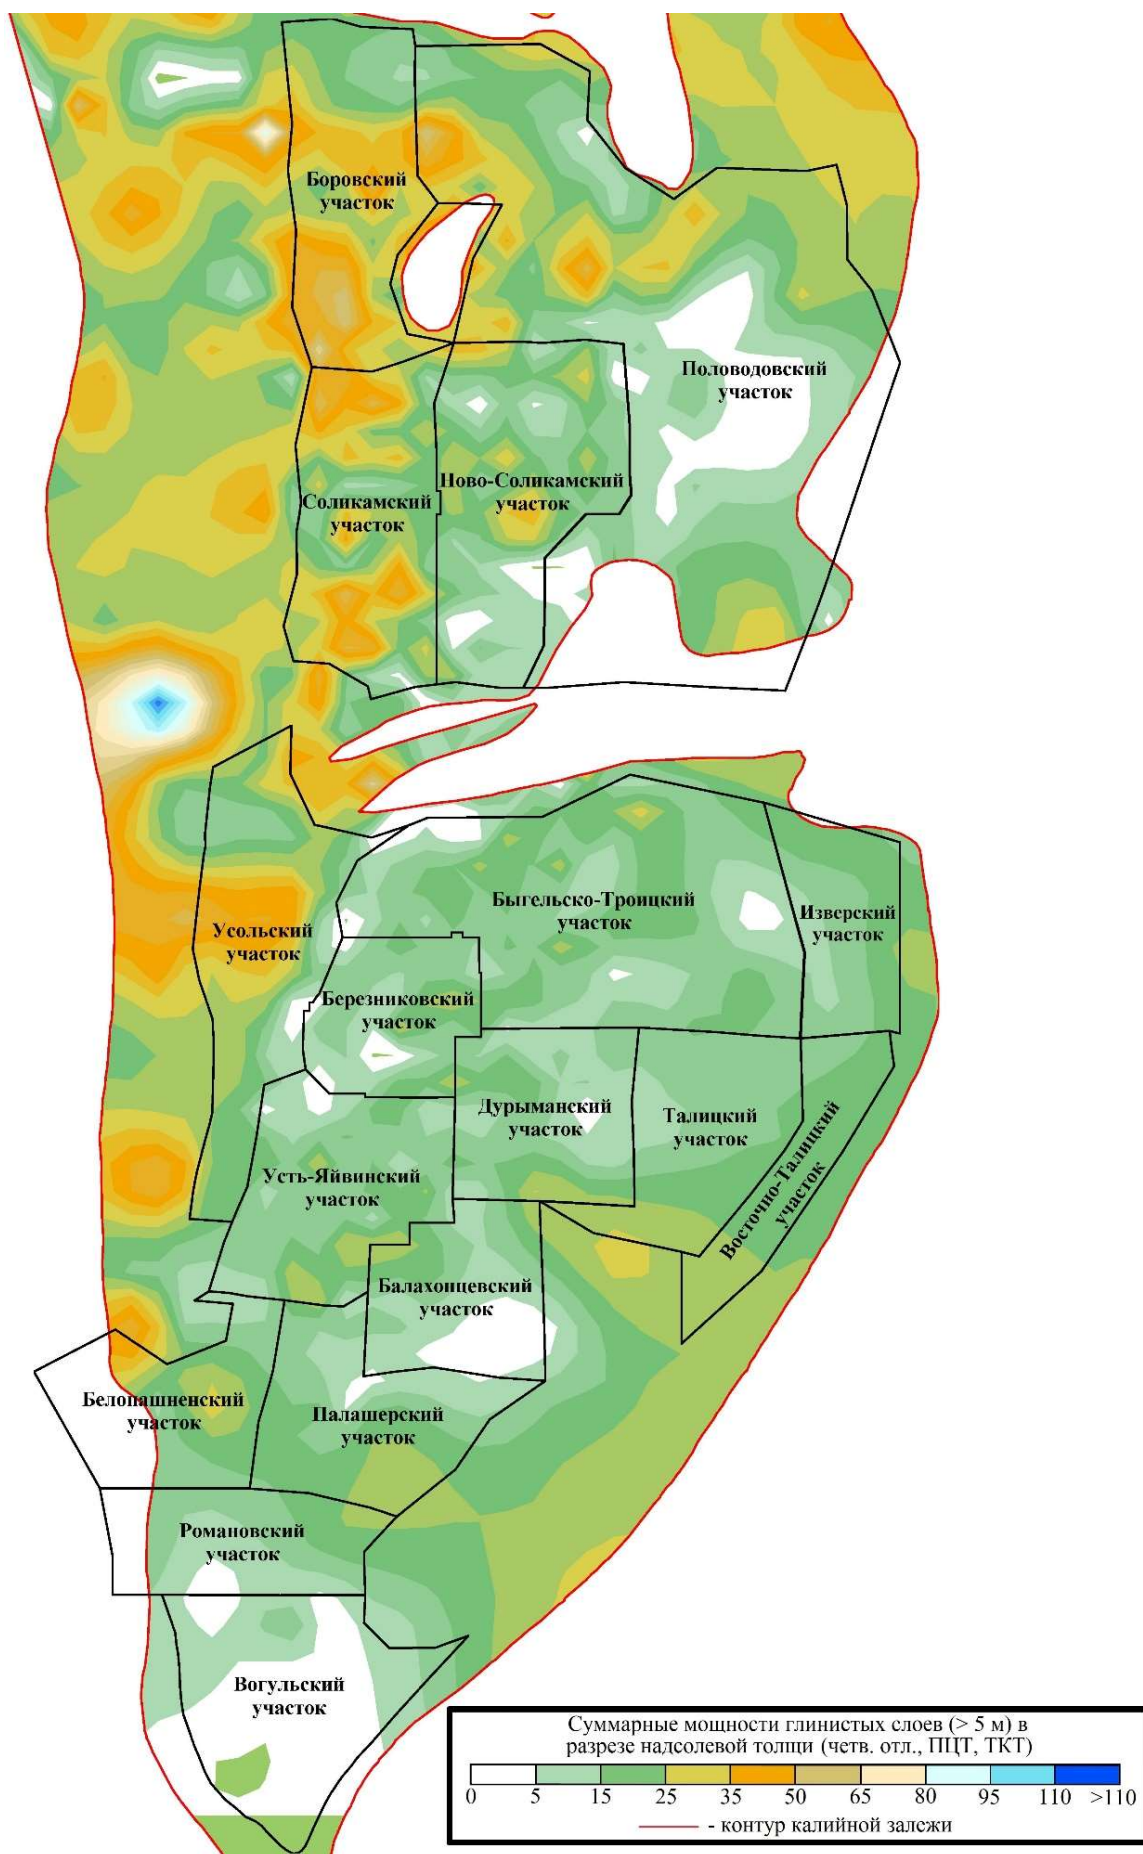 Боровский
участок
Половодовский
участок
Ново-Соликамский
участок
Соликамский
участок
Быгельско-Троицкий
участок
Изверский
участок
Усольский
участок
Березниковский
участок
Дурыманский
участок
Талицкий
участок
Восточно-Талицкий
участок
Усть-Яйвинский
участок
Балахонцевский
участок
Белопашненский
участок
Палашерский
участок
Романовский
участок
Вогульский
участок
Суммарные мощности глинистых слоев (> 5 м) в
разрезе надсолевой толщи (четв. отл., ПЦТ, ТКТ)
0 5 15 25 35 50 65 80 95 110 >110
- контур калийной залежи